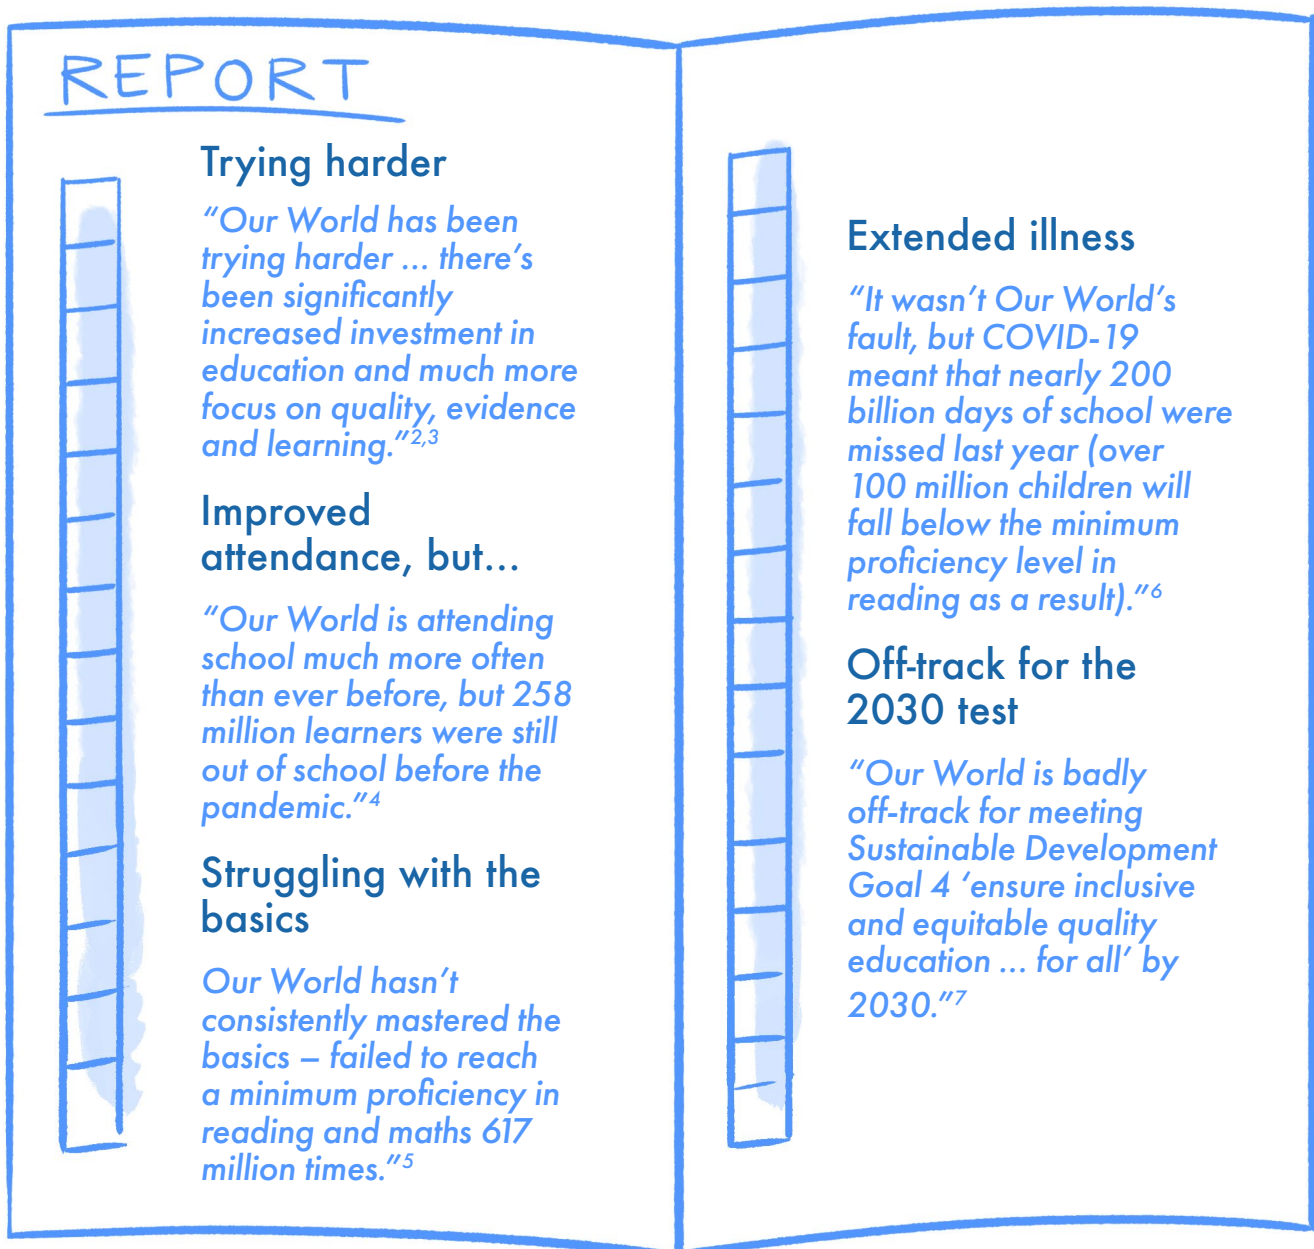 REPORT
Trying harder
“Our World has been
trying harder ... there’s
been significantly
increased investment in
education and much more
focus on quality, evidence
and learning.”2,3
Improved
attendance, but...
“Our World is attending
school much more often
than ever before, but 258
million learners were still
out of school before the
pandemic.”4
Struggling with the
basics
Our World hasn’t
consistently mastered the
basics – failed to reach
a minimum proficiency in
reading and maths 617
million times.”5
Extended illness
“It wasn’t Our World’s
fault, but COVID-19
meant that nearly 200
billion days of school were
missed last year (over
100 million children will
fall below the minimum
proficiency level in
reading as a result).”6
Off-track for the
2030 test
“Our World is badly
off-track for meeting
Sustainable Development
Goal 4 ‘ensure inclusive
and equitable quality
education ... for all’ by
2030.”7